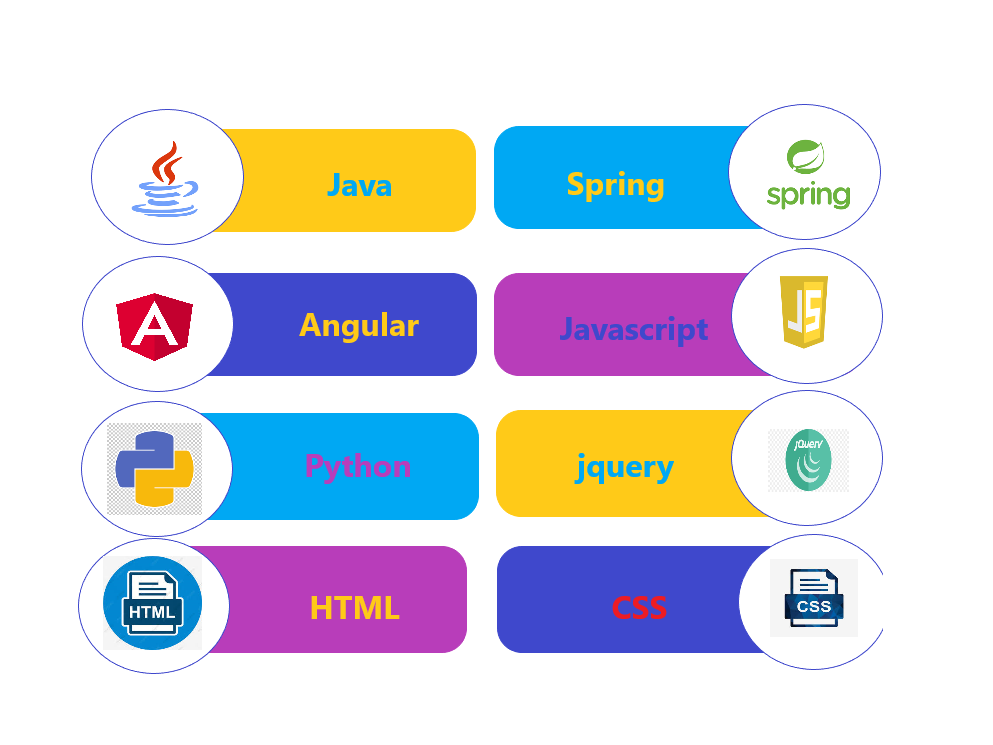 Java
Spring
spring
Angular
Javascript
JS
Python
jquery
jQuery
HTML
HTML
CSS
CSS